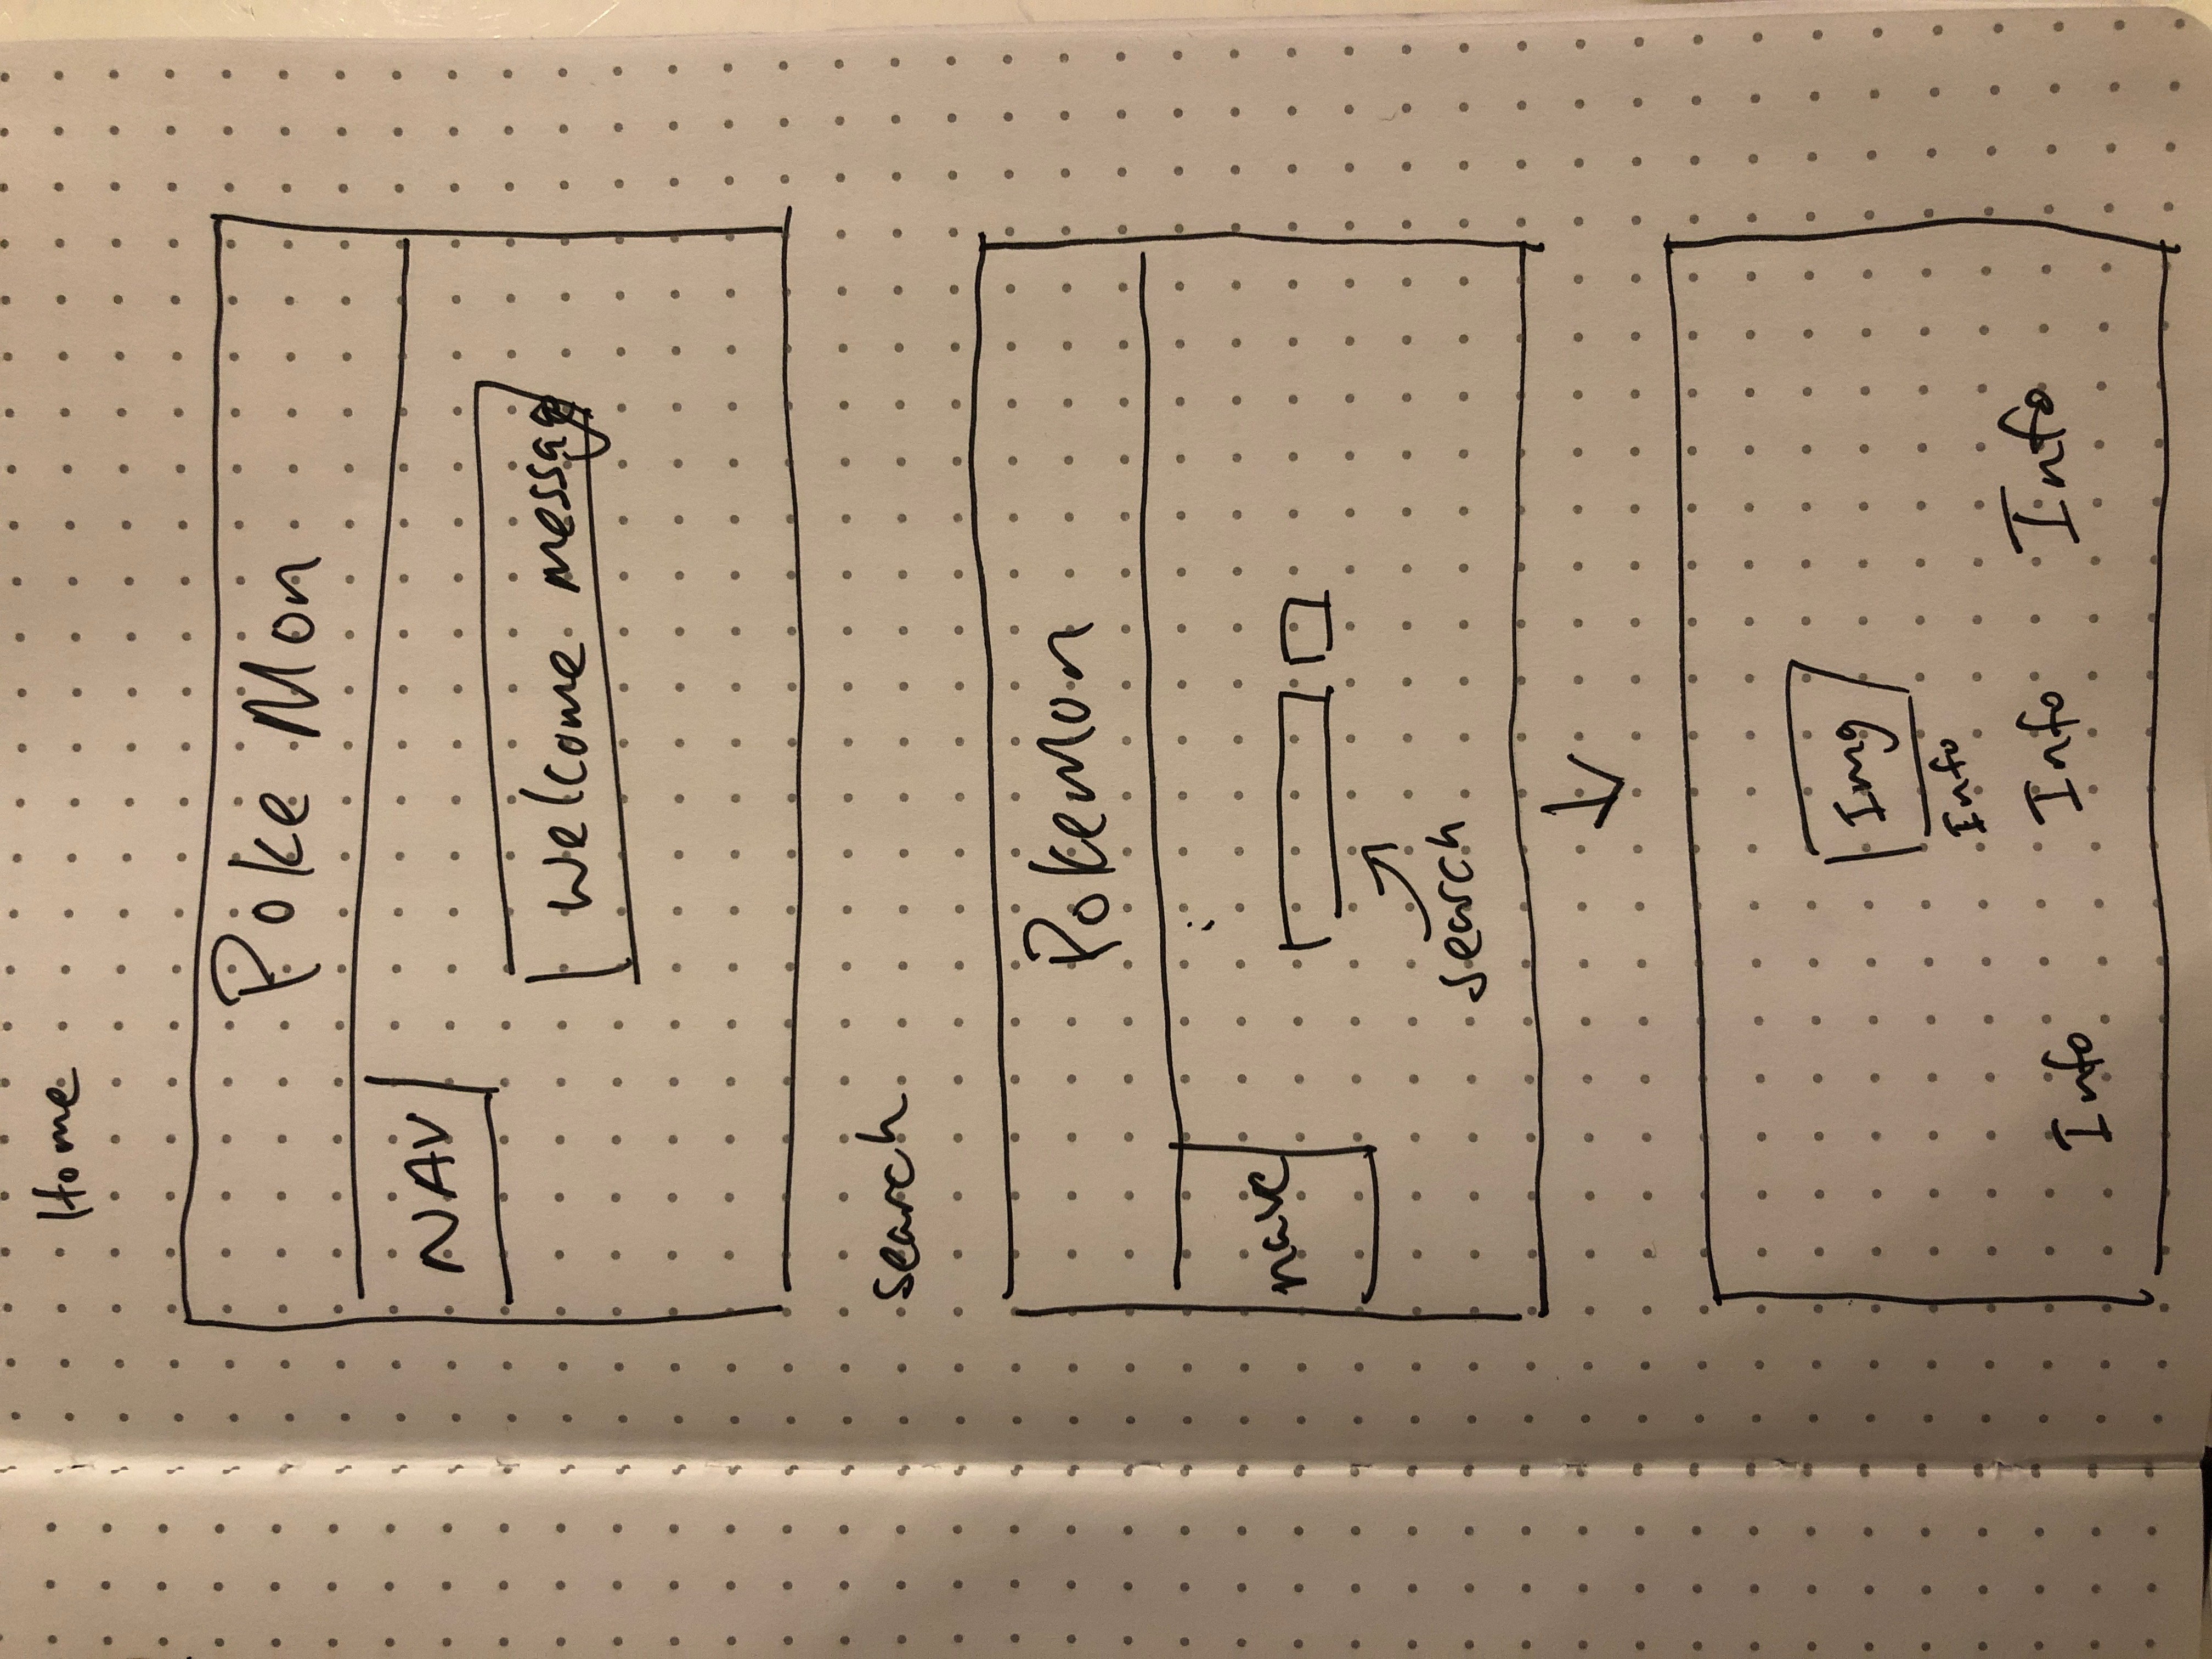 Home
Poke Mon
NAV
Welcome message
search
Pokemon
nave
search
Img
Info
Info Info Info